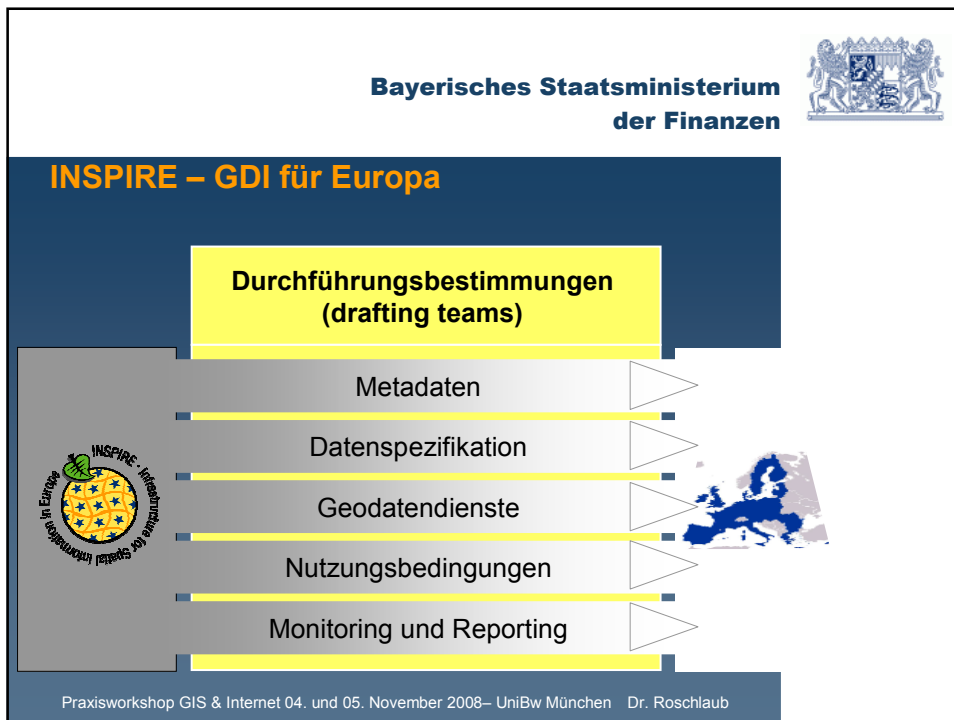 Bayerisches Staatsministerium
der Finanzen
INSPIRE – GDI für Europa
Durchführungsbestimmungen
(drafting teams)
Metadaten
Datenspezifikation
Geodatendienste
Nutzungsbedingungen
Monitoring und Reporting
INSPIRE - Infrastructure for Spatial Information in Europe
Praxisworkshop GIS & Internet 04. und 05. November 2008– UniBw München Dr. Roschlaub